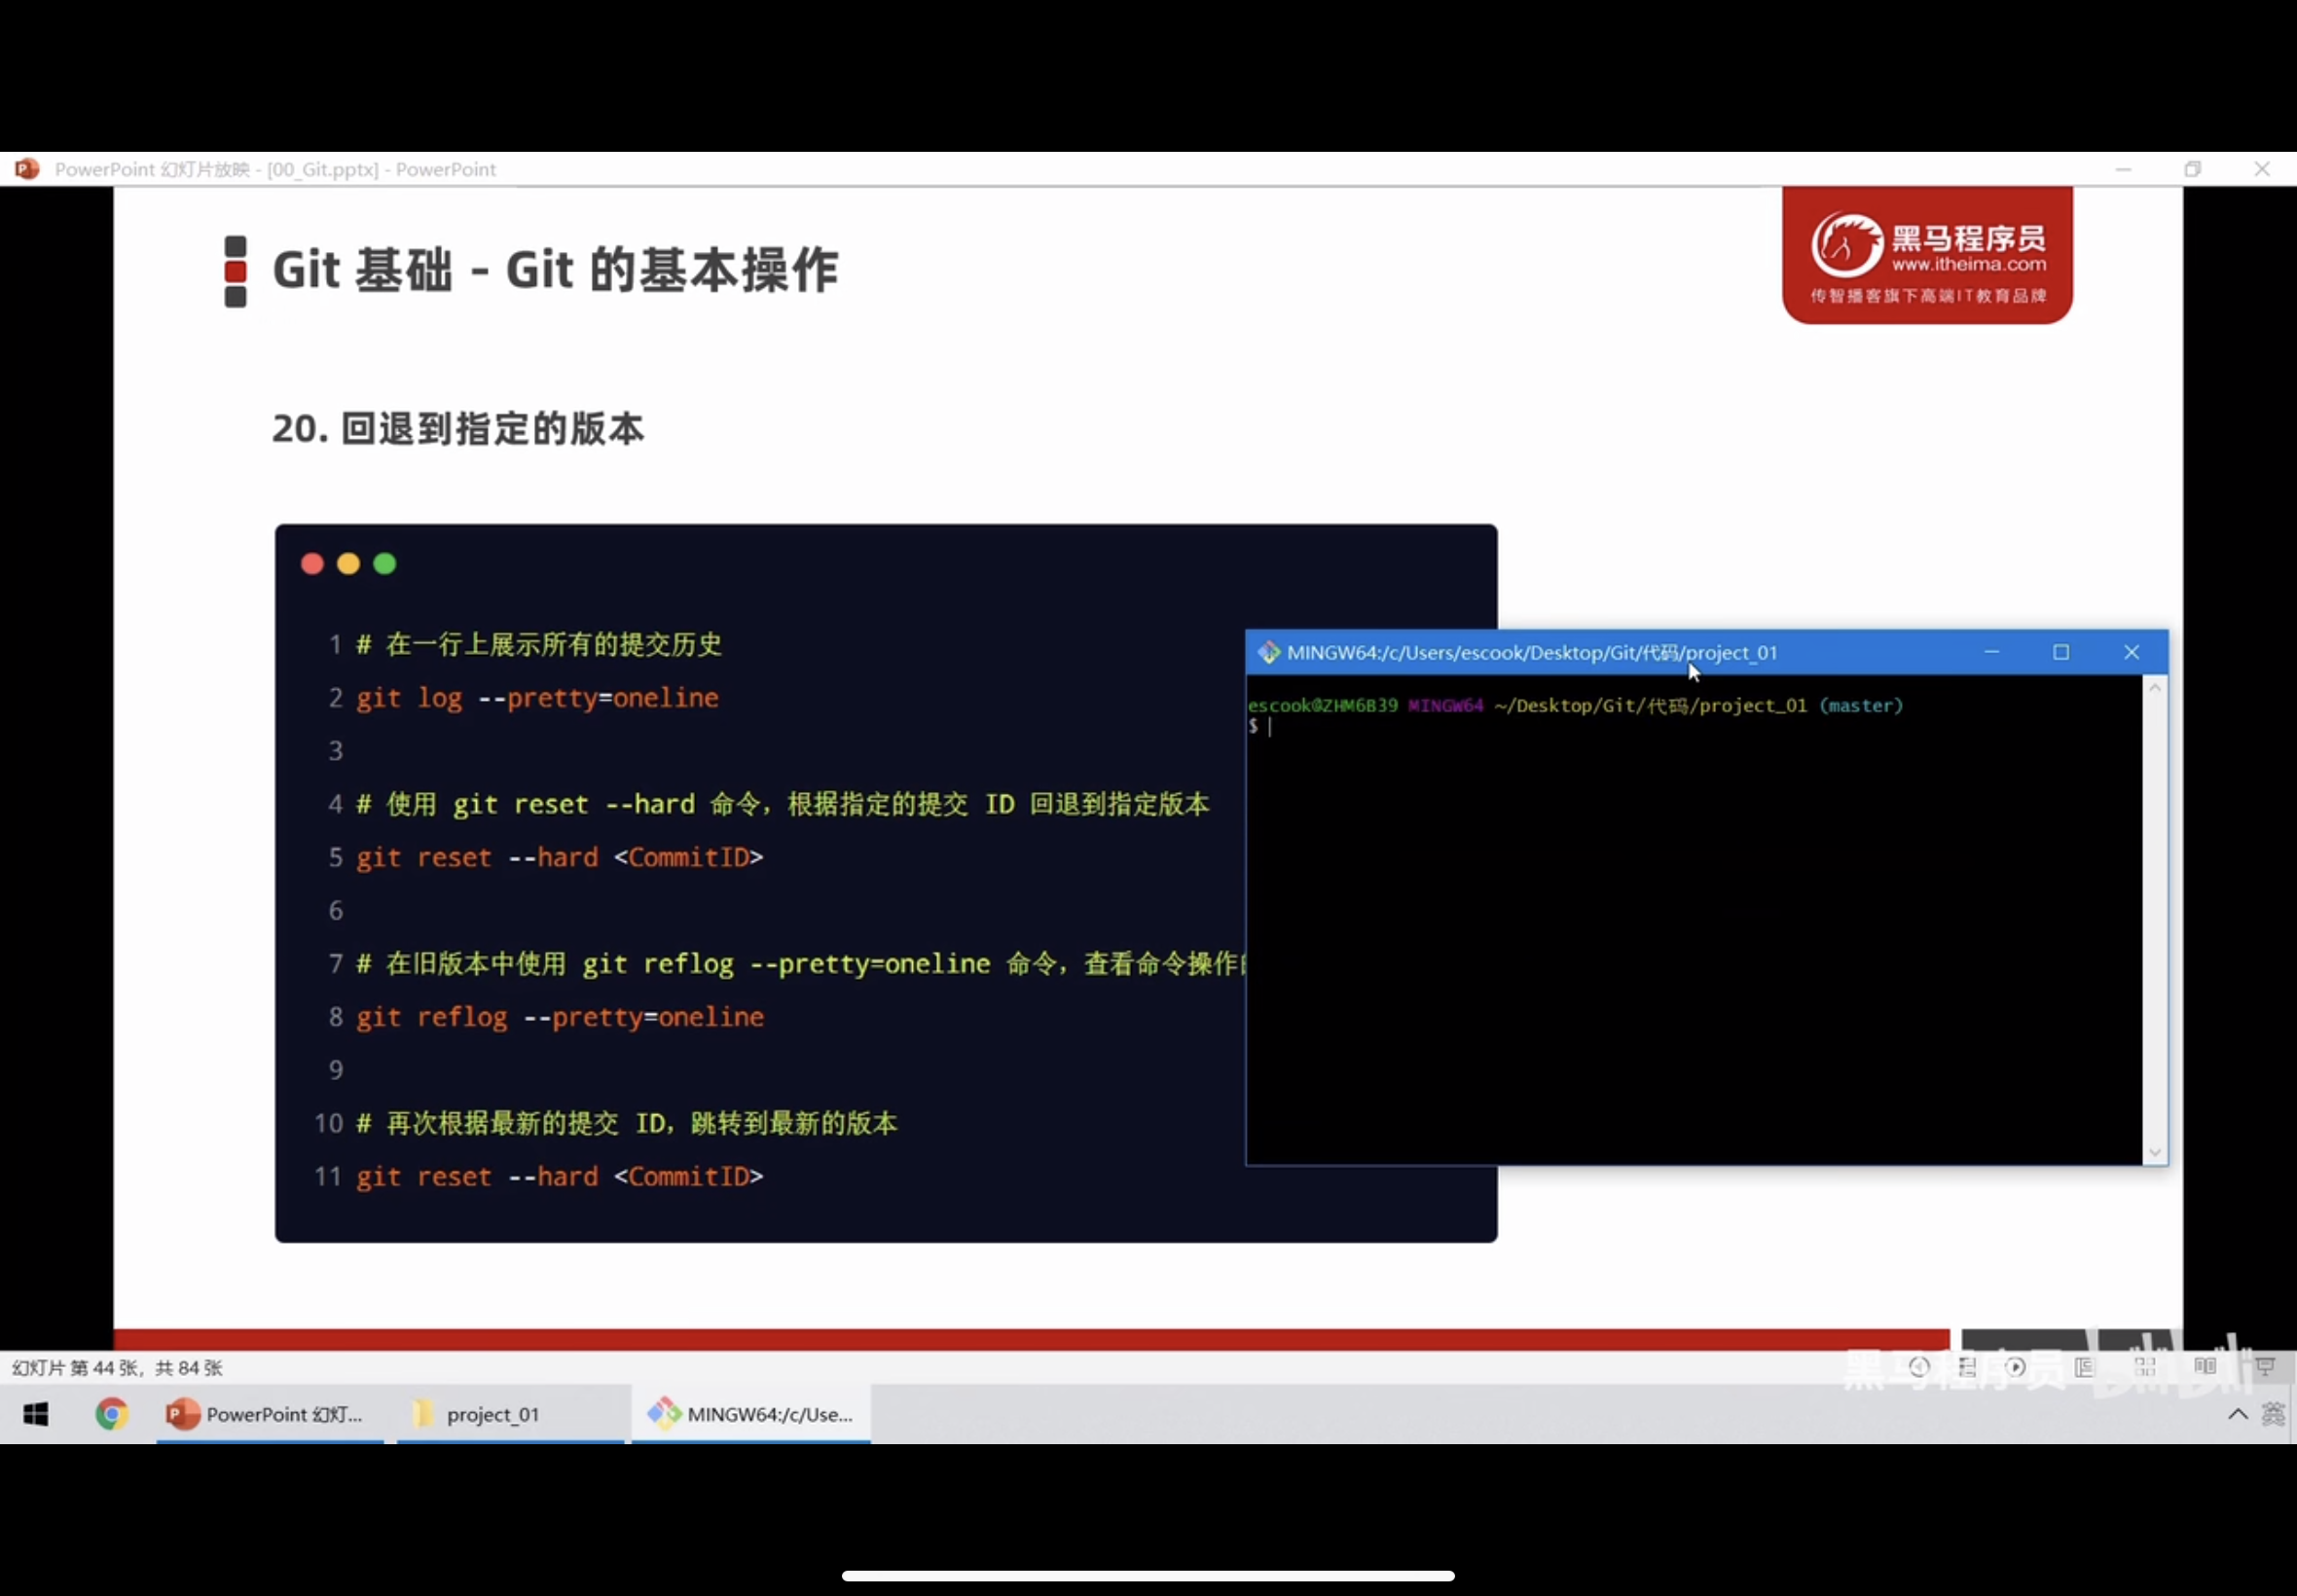 PowerPoint 幻灯片放映 - [00_Git.pptx] - PowerPoint
Git 基础 - Git 的基本操作
黑马程序员
www.itheima.com
传智播客旗下高端IT教育品牌
20. 回退到指定的版本
1 # 在一行上展示所有的提交历史
2 git log --pretty=oneline
3
4 # 使用 git reset --hard 命令，根据指定的提交 ID 回退到指定版本
5 git reset --hard <CommitID>
6
7 # 在旧版本中使用 git reflog --pretty=oneline 命令，查看命令操作
8 git reflog --pretty=oneline
9
10 # 再次根据最新的提交 ID，跳转到最新的版本
11 git reset --hard <CommitID>
MINGW64:/c/Users/escook/Desktop/Git/代码/project_01
escook@ZHM6B39 MINGW64 ~/Desktop/Git/代码/project_01 (master)
$
幻灯片 第 44 张，共 84 张
黑马程序员 bilibili
PowerPoint 幻灯...
project_01
MINGW64:/c/Use...
英